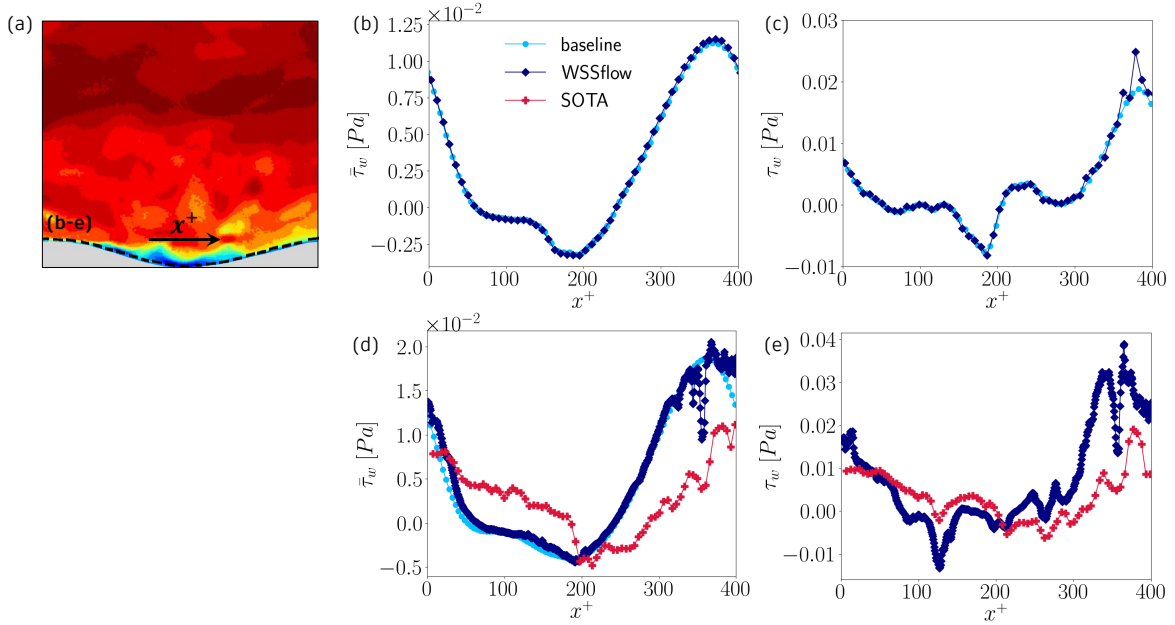 (a)
(b-e)
x⁺
(b)
×10⁻²
1.25
1.00
0.75
0.50
0.25
0.00
−0.25
τ̄_w [Pa]
0 100 200 300 400
x⁺
baseline
WSSflow
SOTA
(c)
0.03
0.02
0.01
0.00
−0.01
τ_w [Pa]
0 100 200 300 400
x⁺
(d)
×10⁻²
2.0
1.5
1.0
0.5
0.0
−0.5
τ̄_w [Pa]
0 100 200 300 400
x⁺
(e)
0.04
0.03
0.02
0.01
0.00
−0.01
τ_w [Pa]
0 100 200 300 400
x⁺